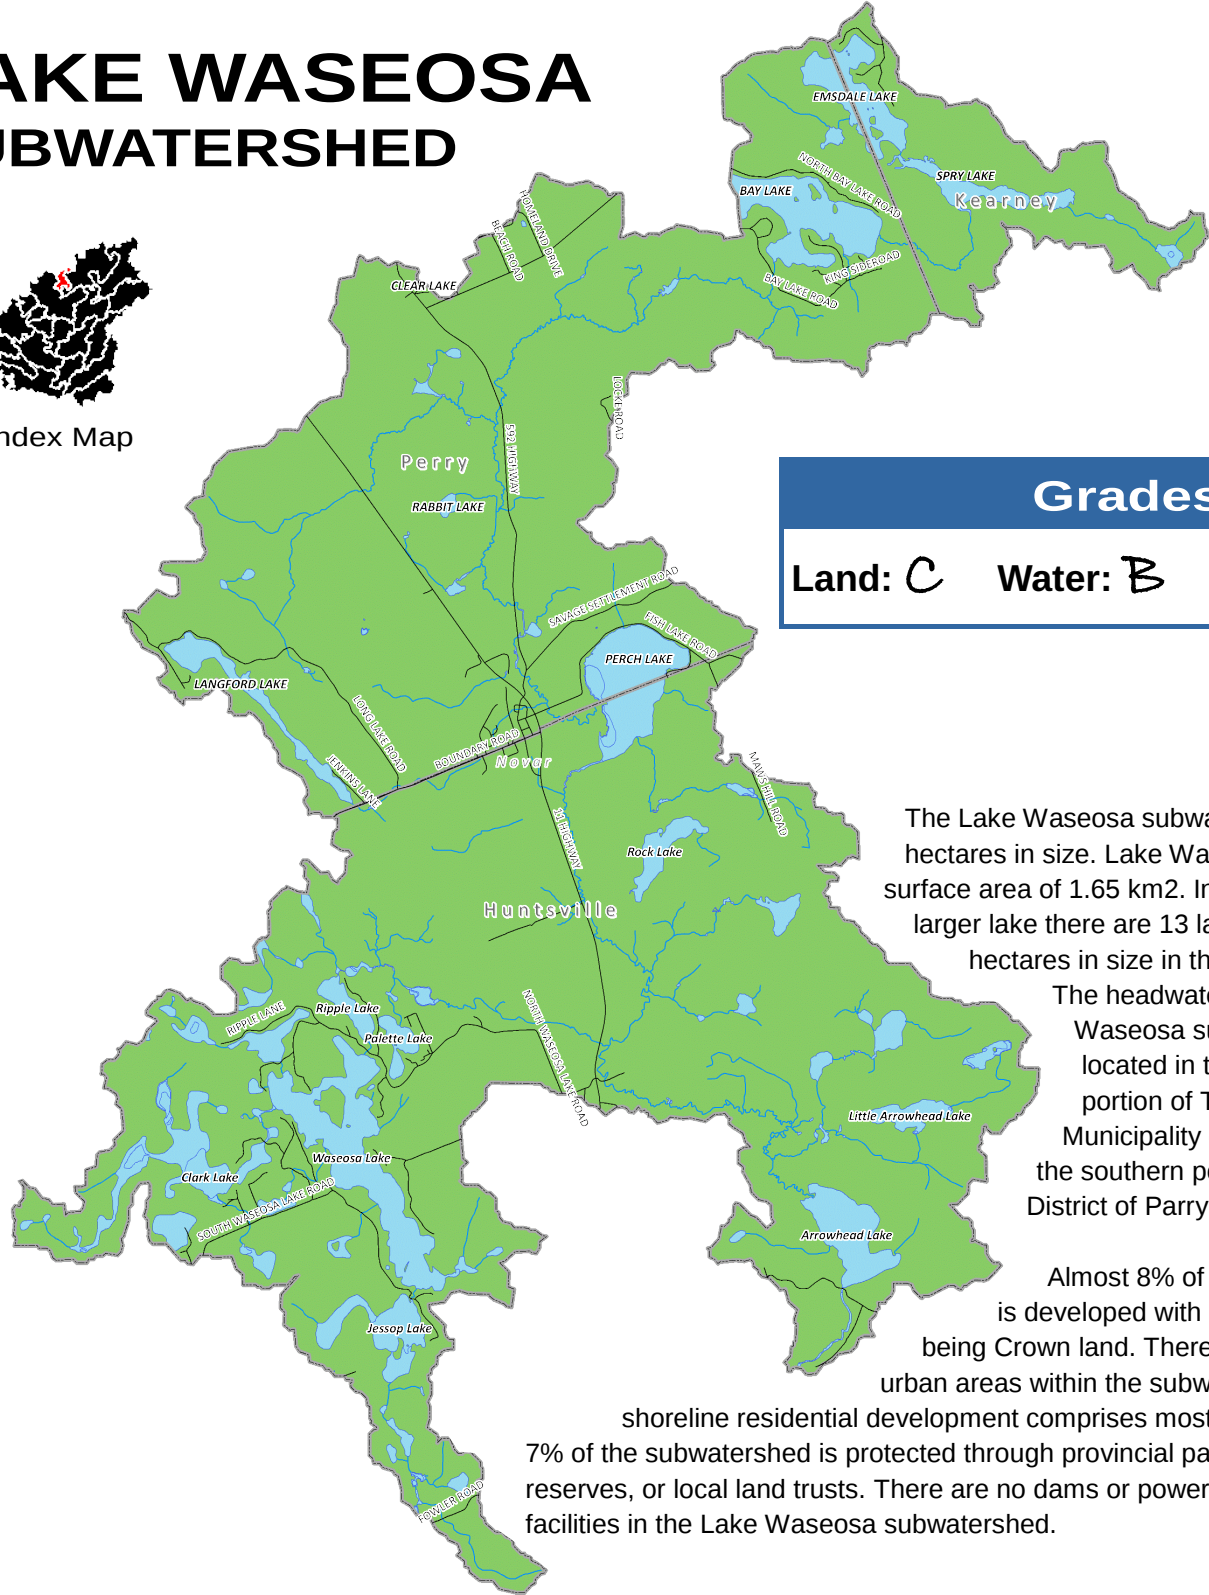 AKE WASEOSA
UBWATERSHED
ndex Map
EMSDALE LAKE
SPRY LAKE
Kearney
NORTH BAY LAKE ROAD
BAY LAKE
KING SIDEROAD
BAY LAKE ROAD
HOMELAND DRIVE
BEACH ROAD
CLEAR LAKE
LOCKE ROAD
592 HIGHWAY
Perry
RABBIT LAKE
Grades
Land: C Water: B
SAVAGE SETTLEMENT ROAD
FISH LAKE ROAD
PERCH LAKE
LANGFORD LAKE
LONG LAKE ROAD
BOUNDARY ROAD
Novar
JENKINS LANE
MAWS HILL ROAD
11 HIGHWAY
Rock Lake
Huntsville
RIPPLE LANE
Ripple Lake
Palette Lake
NORTH WASEOSA LAKE ROAD
Little Arrowhead Lake
Waseosa Lake
Clark Lake
SOUTH WASEOSA LAKE ROAD
Arrowhead Lake
Jessop Lake
FOWLER ROAD
The Lake Waseosa subwa
hectares in size. Lake Wa
surface area of 1.65 km2. In
larger lake there are 13 la
hectares in size in th
The headwate
Waseosa su
located in t
portion of T
Municipality
the southern po
District of Parry
Almost 8% of
is developed with
being Crown land. There
urban areas within the subw
shoreline residential development comprises most
7% of the subwatershed is protected through provincial pa
reserves, or local land trusts. There are no dams or power
facilities in the Lake Waseosa subwatershed.